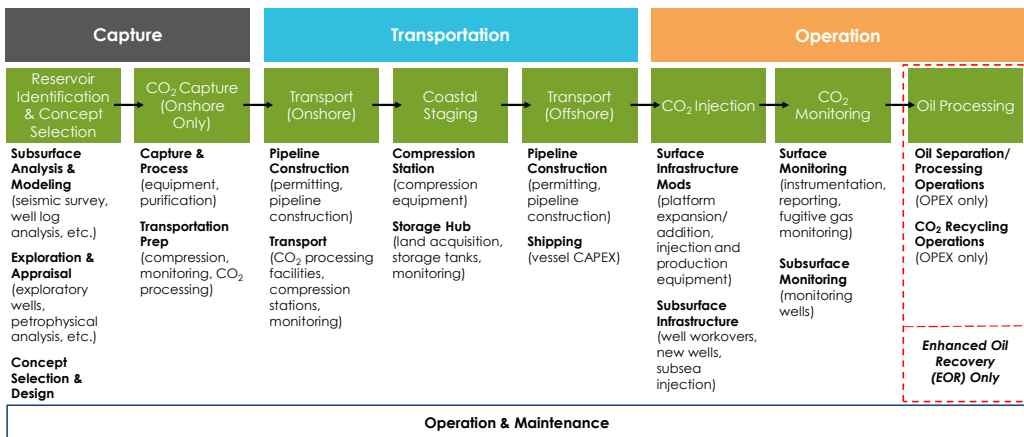 Capture
Transportation
Operation
Reservoir
Identification
& Concept
Selection
CO₂ Capture
(Onshore
Only)
Transport
(Onshore)
Coastal
Staging
Transport
(Offshore)
CO₂ Injection
CO₂
Monitoring
Oil Processing
Subsurface
Analysis &
Modeling
(seismic survey,
well log
analysis, etc.)
Exploration &
Appraisal
(exploratory
wells,
petrophysical
analysis, etc.)
Concept
Selection &
Design
Capture &
Process
(equipment,
purification)
Transportation
Prep
(compression,
monitoring, CO₂
processing)
Pipeline
Construction
(permitting,
pipeline
construction)
Transport
(CO₂ processing
facilities,
compression
stations,
monitoring)
Compression
Station
(compression
equipment)
Storage Hub
(land acquisition,
storage tanks,
monitoring)
Pipeline
Construction
(permitting,
pipeline
construction)
Shipping
(vessel CAPEX)
Surface
Infrastructure
Mods
(platform
expansion/
addition,
injection and
production
equipment)
Subsurface
Infrastructure
(well workovers,
new wells,
subsea
injection)
Surface
Monitoring
(instrumentation,
reporting,
fugitive gas
monitoring)
Subsurface
Monitoring
(monitoring
wells)
Oil Separation/
Processing
Operations
(OPEX only)
CO₂ Recycling
Operations
(OPEX only)
Enhanced Oil
Recovery
(EOR) Only
Operation & Maintenance